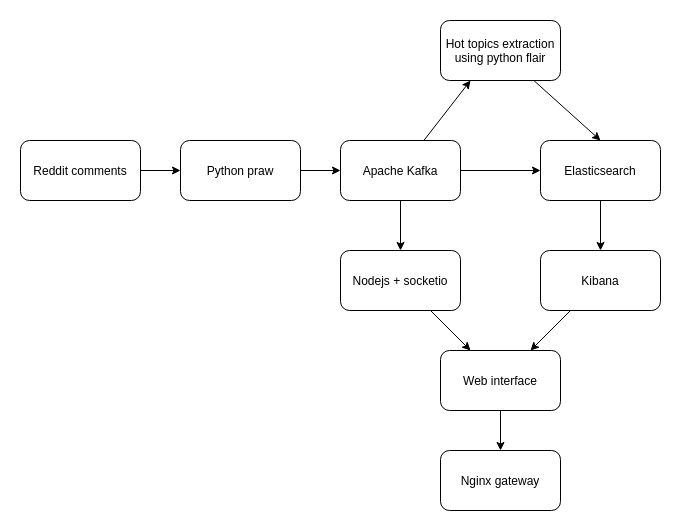 Hot topics extraction
using python flair
Reddit comments
Python praw
Apache Kafka
Elasticsearch
Nodejs + socketio
Kibana
Web interface
Nginx gateway